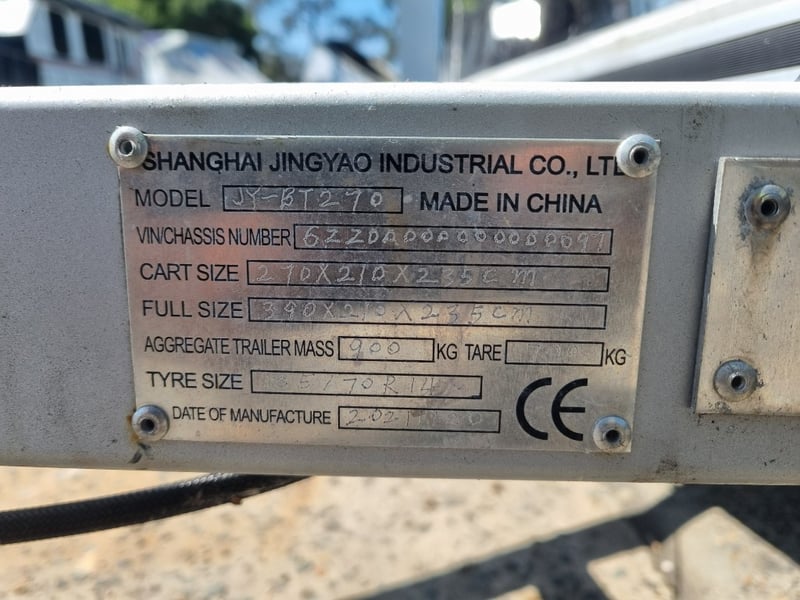 SHANGHAI JINGYAO INDUSTRIAL CO., LT
MODEL JY-BT270 MADE IN CHINA
VIN/CHASSIS NUMBER
CART SIZE 270X210X235CM
FULL SIZE 390X210X235CM
AGGREGATE TRAILER MASS 900 KG TARE KG
TYRE SIZE
DATE OF MANUFACTURE
CE